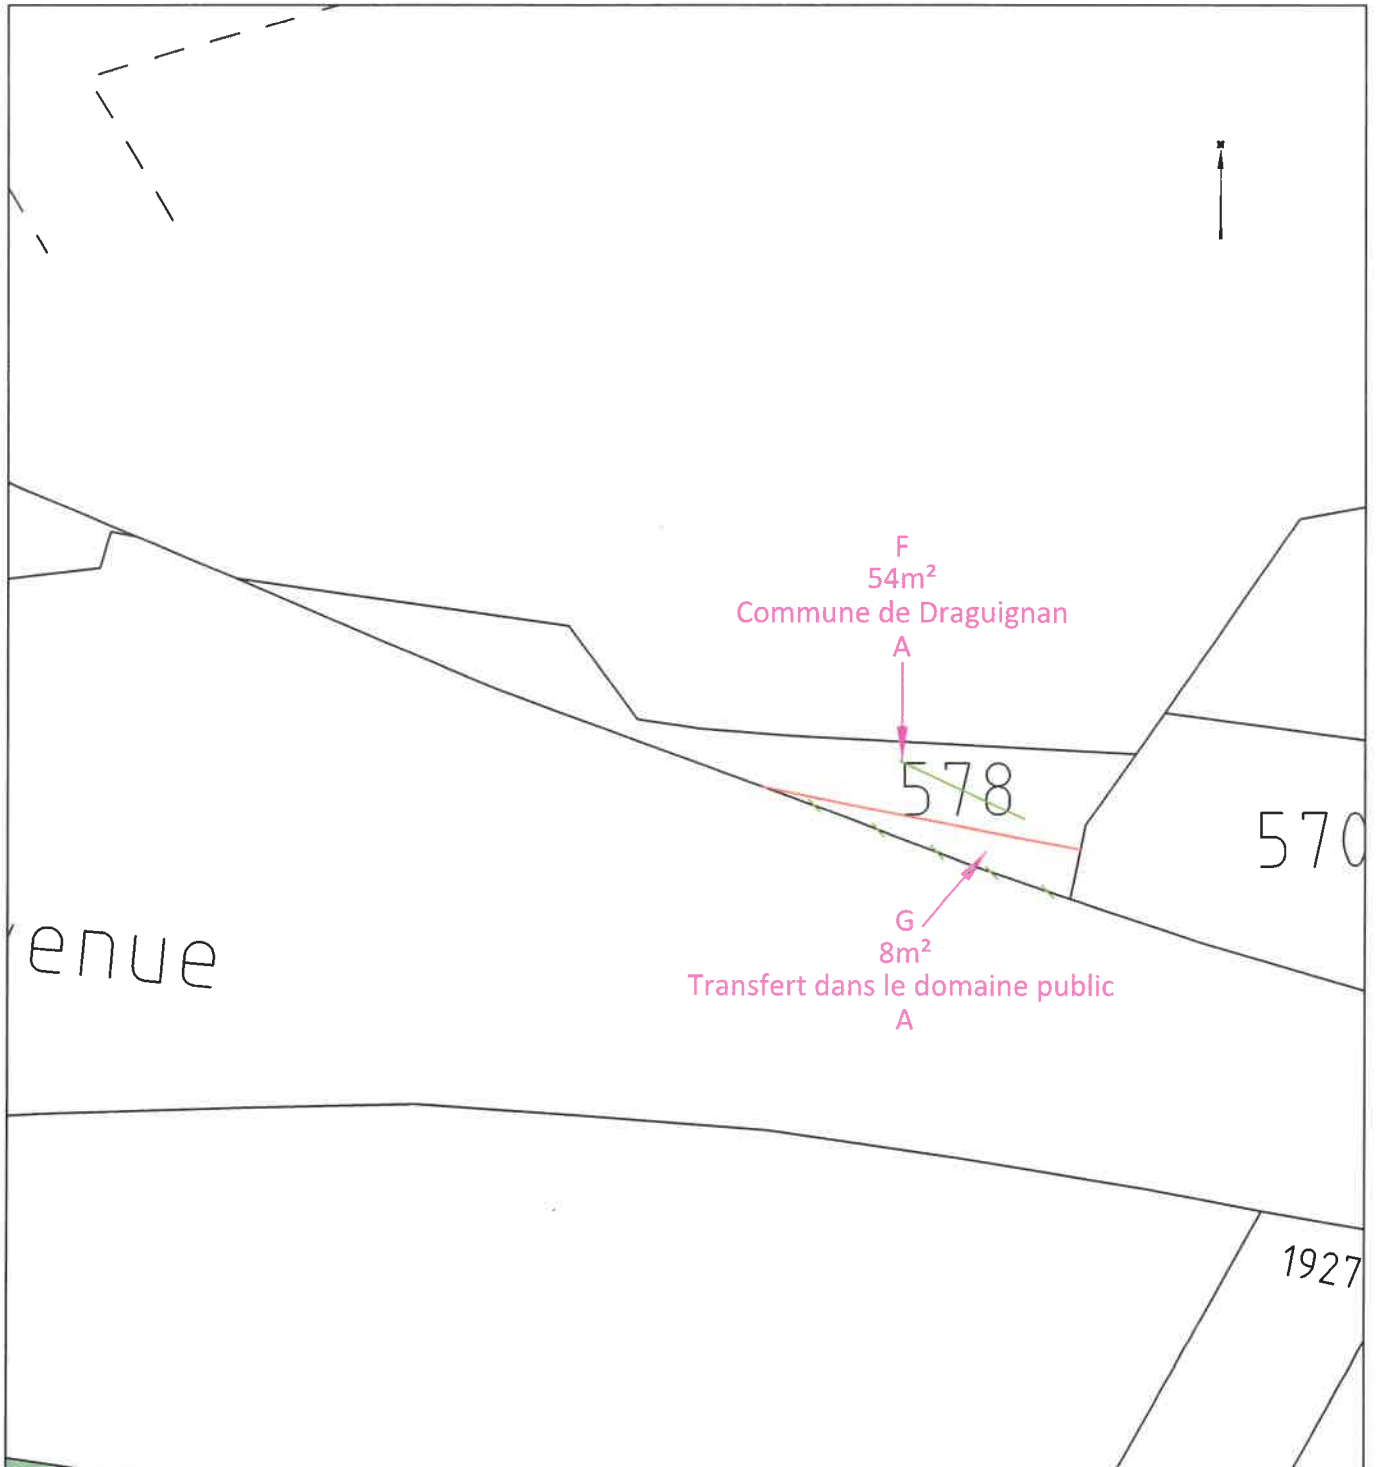 F
54m²
Commune de Draguignan
A
578
570
G
8m²
Transfert dans le domaine public
A
enue
1927